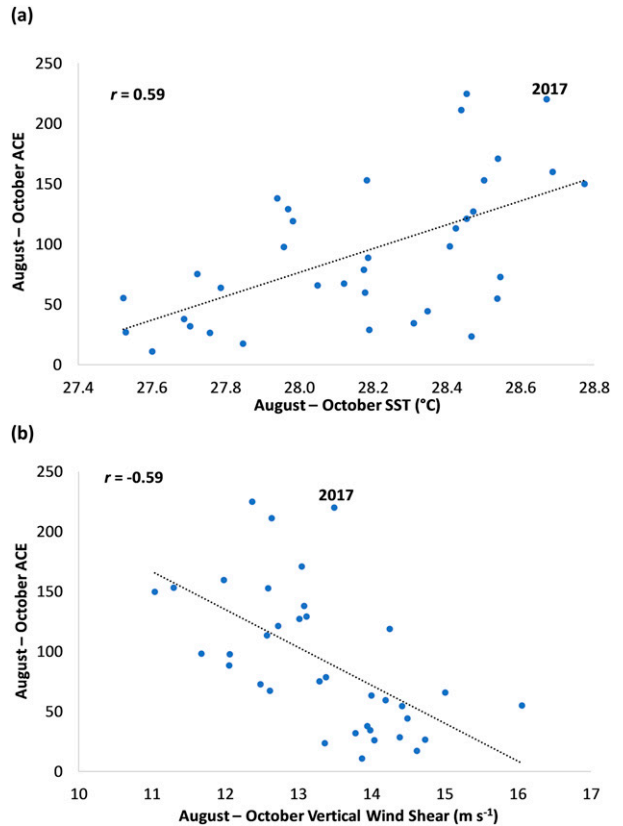 (a)
250
200
150
100
50
0
August – October ACE
r = 0.59
2017
27.4 27.6 27.8 28.0 28.2 28.4 28.6 28.8
August – October SST (°C)
(b)
250
200
150
100
50
0
August – October ACE
r = -0.59
2017
10 11 12 13 14 15 16 17
August – October Vertical Wind Shear (m s⁻¹)